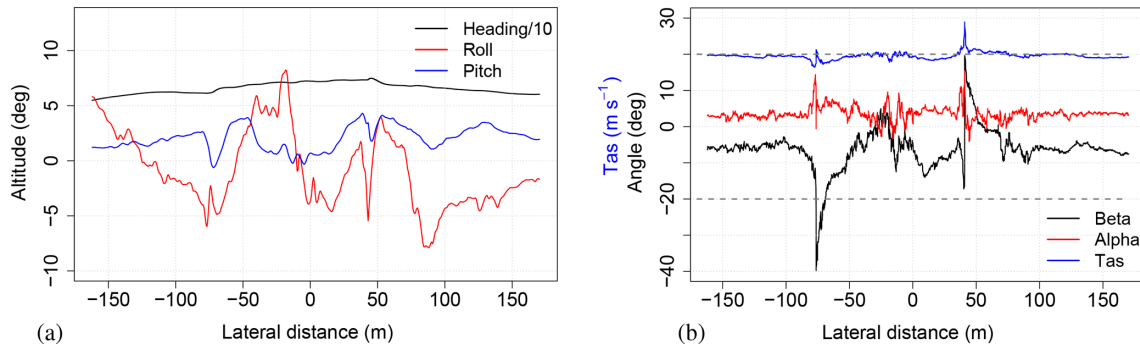 Heading/10
Roll
Pitch
10
5
0
−5
−10
Altitude (deg)
−150 −100 −50 0 50 100 150
(a) Lateral distance (m)
30
10
0
−20
−40
Tas (m s⁻¹)
Angle (deg)
Beta
Alpha
Tas
−150 −100 −50 0 50 100 150
(b) Lateral distance (m)